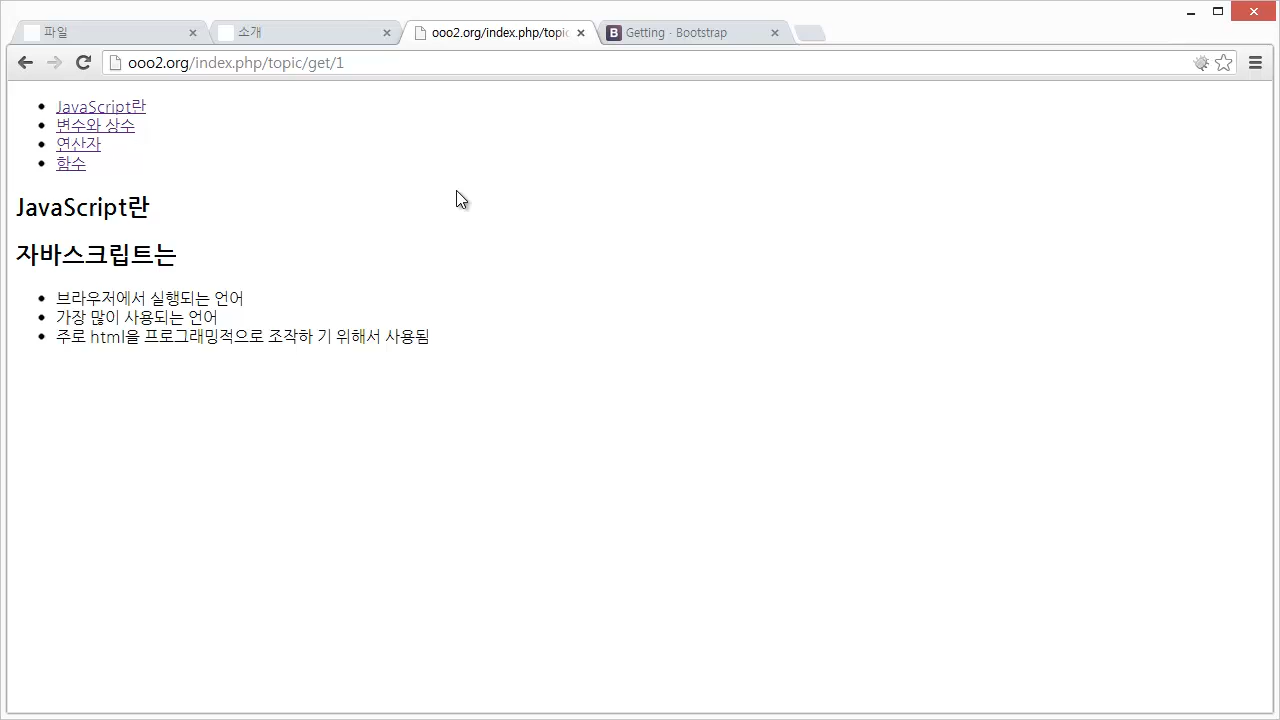 파일
소개
ooo2.org/index.php/topic
Getting · Bootstrap
ooo2.org/index.php/topic/get/1
JavaScript란
변수와 상수
연산자
함수
JavaScript란
자바스크립트는
브라우저에서 실행되는 언어
가장 많이 사용되는 언어
주로 html을 프로그래밍적으로 조작하 기 위해서 사용됨